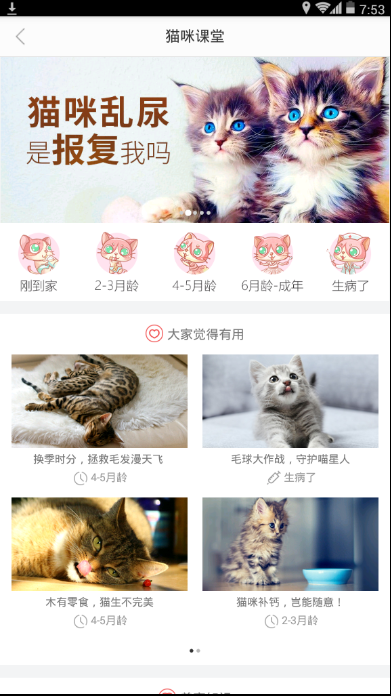 7:53
猫咪课堂
猫咪乱尿
是报复我吗
刚到家
2-3月龄
4-5月龄
6月龄-成年
生病了
大家觉得有用
换季时分，拯救毛发漫天飞
4-5月龄
毛球大作战，守护喵星人
生病了
木有零食，猫生不完美
4-5月龄
猫咪补钙，岂能随意！
2-3月龄